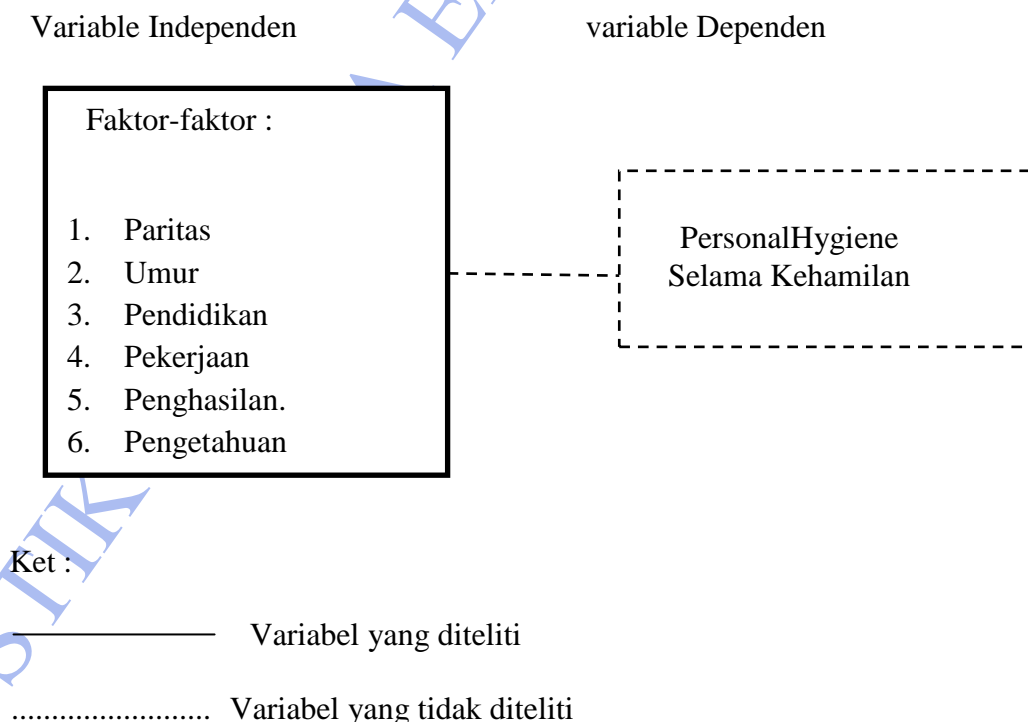 Variable Independen
variable Dependen
Faktor-faktor :
1. Paritas
2. Umur
3. Pendidikan
4. Pekerjaan
5. Penghasilan.
6. Pengetahuan
PersonalHygiene
Selama Kehamilan
Ket :
Variabel yang diteliti
......................... Variabel yang tidak diteliti